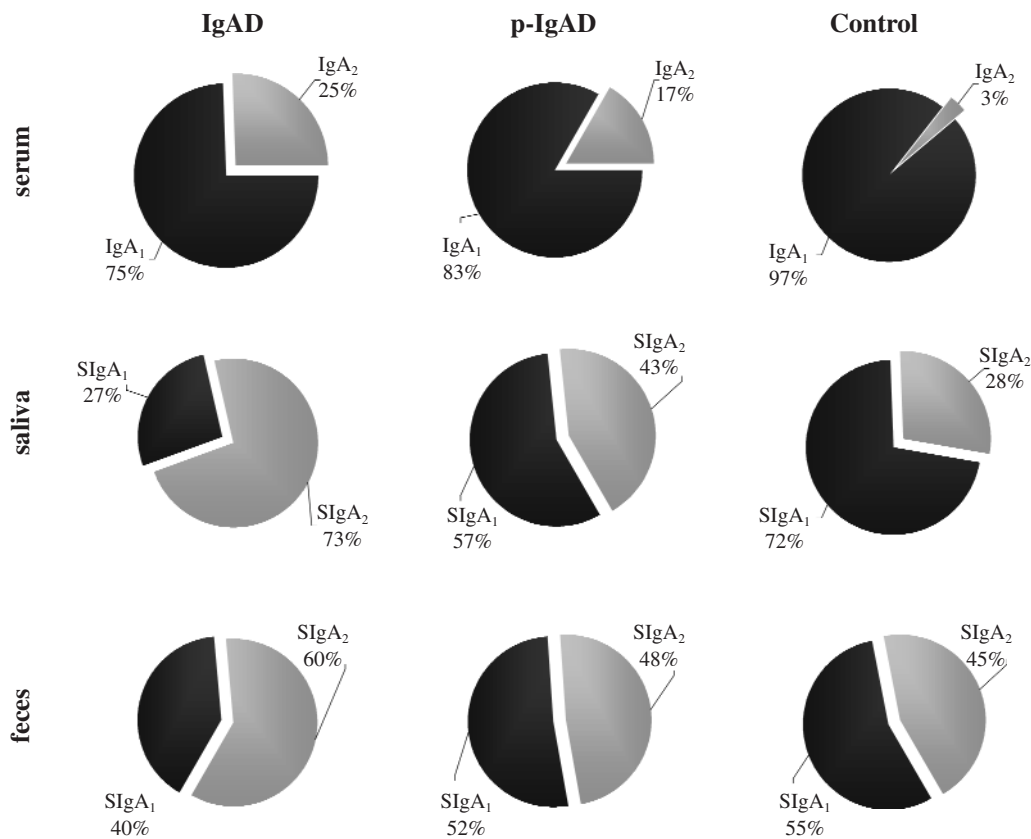 IgAD p-IgAD Control
serum
IgA₂
25%
IgA₁
75%
IgA₂
17%
IgA₁
83%
IgA₂
3%
IgA₁
97%
saliva
SIgA₁
27%
SIgA₂
73%
SIgA₂
43%
SIgA₁
57%
SIgA₂
28%
SIgA₁
72%
feces
SIgA₂
60%
SIgA₁
40%
SIgA₂
48%
SIgA₁
52%
SIgA₂
45%
SIgA₁
55%